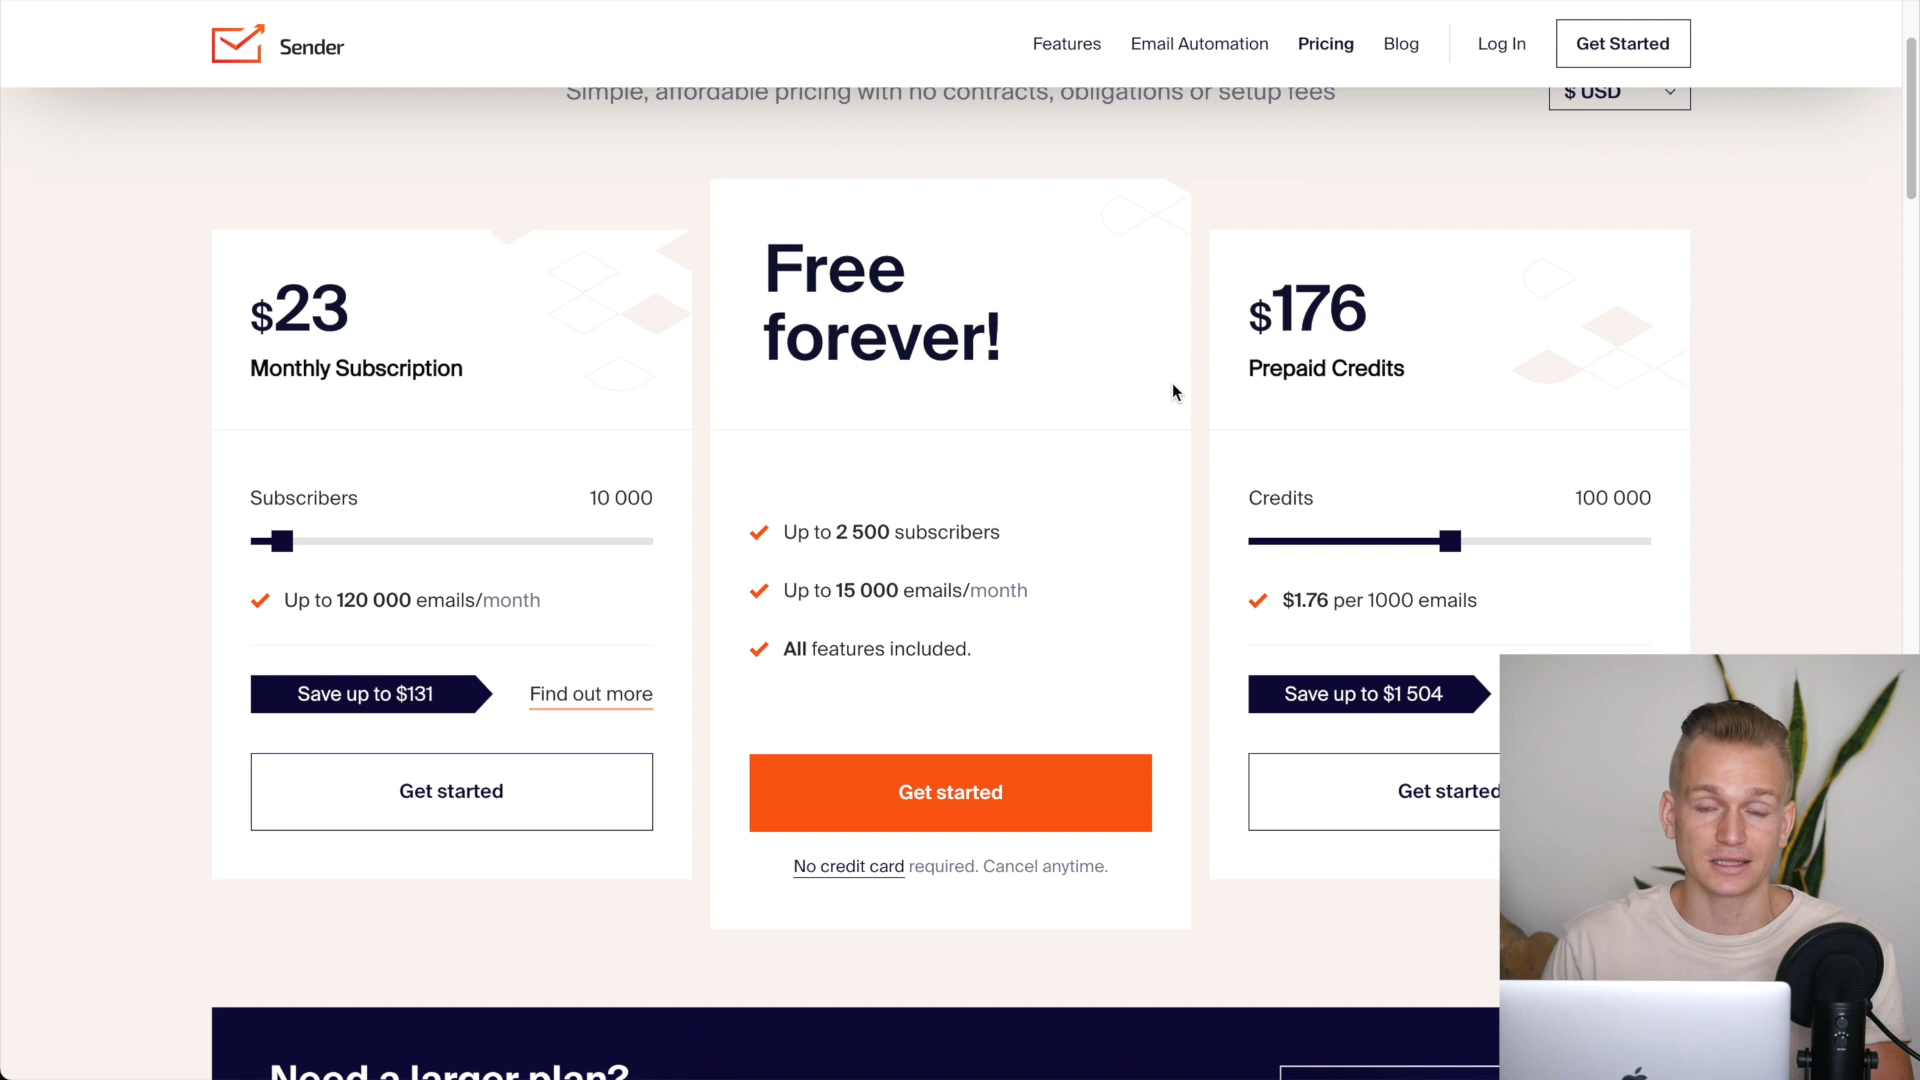 Sender
Features
Email Automation
Pricing
Blog
Log In
Get Started
Simple, affordable pricing with no contracts, obligations or setup fees
$ USD
$23
Monthly Subscription
Subscribers 10 000
Up to 120 000 emails/month
Save up to $131
Find out more
Get started
Free
forever!
Up to 2 500 subscribers
Up to 15 000 emails/month
All features included.
Get started
No credit card required. Cancel anytime.
$176
Prepaid Credits
Credits 100 000
$1.76 per 1000 emails
Save up to $1 504
Get started
Need a larger plan?